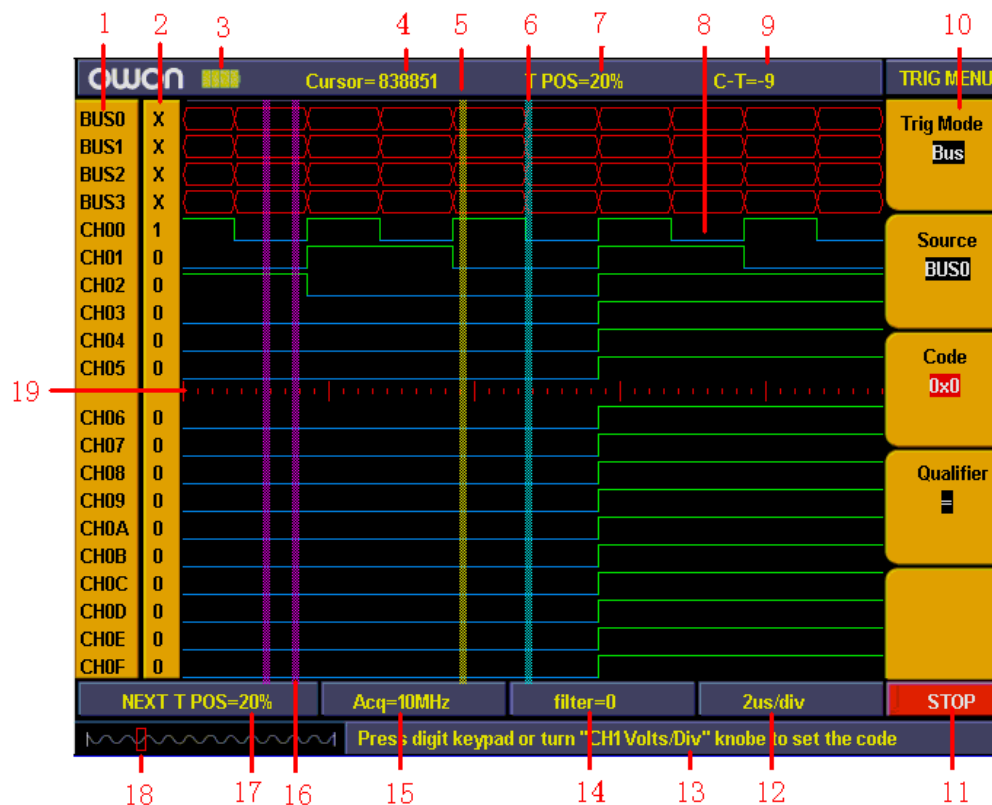 1 2 3 4 5 6 7 8 9 10
owon Cursor=838851 T POS=20% C-T=-9 TRIG MENU
BUS0 X
BUS1 X
BUS2 X
BUS3 X
CH00 1
CH01 0
CH02 0
CH03 0
CH04 0
CH05 0
19
CH06 0
CH07 0
CH08 0
CH09 0
CH0A 0
CH0B 0
CH0C 0
CH0D 0
CH0E 0
CH0F 0
Trig Mode
Bus
Source
BUS0
Code
0x0
Qualifier
=
NEXT T POS=20% Acq=10MHz filter=0 2us/div STOP
Press digit keypad or turn "CH1 Volts/Div" knobe to set the code
18 17 16 15 14 13 12 11